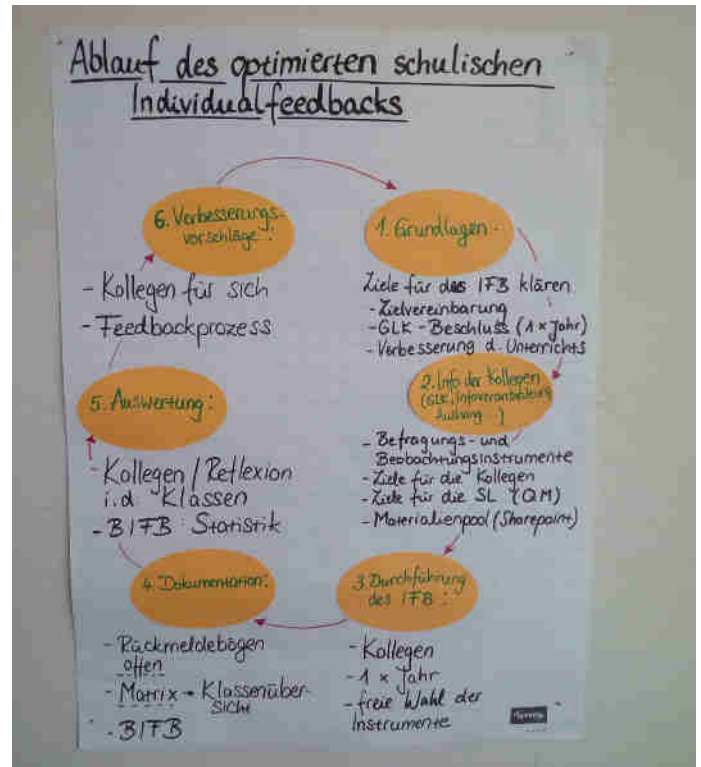 Ablauf des optimierten schulischen
Individualfeedbacks
1. Grundlagen
Ziele für das IFB klären
- Zielvereinbarung
- GLK-Beschluss (1 x Jahr)
- Verbesserung d. Unterrichts
2. Info der Kollegen
(GLK, Infoveranstaltung
Aushang )
- Befragungs- und
Beobachtungsinstrumente
- Ziele für die Kollegen
- Ziele für die SL (QM)
- Materialienpool (Sharepoint)
3. Durchführung
des IFB:
- Kollegen
- 1 x Jahr
- freie Wahl der
Instrumente
4. Dokumentation:
- Rückmeldebögen
offen
- Matrix → Klassenüber-
sicht
- BIFB
5. Auswertung:
- Kollegen / Reflexion
i.d Klassen
- BIFB Statistik
6. Verbesserungs-
vorschläge:
- Kollegen für sich
- Feedbackprozess